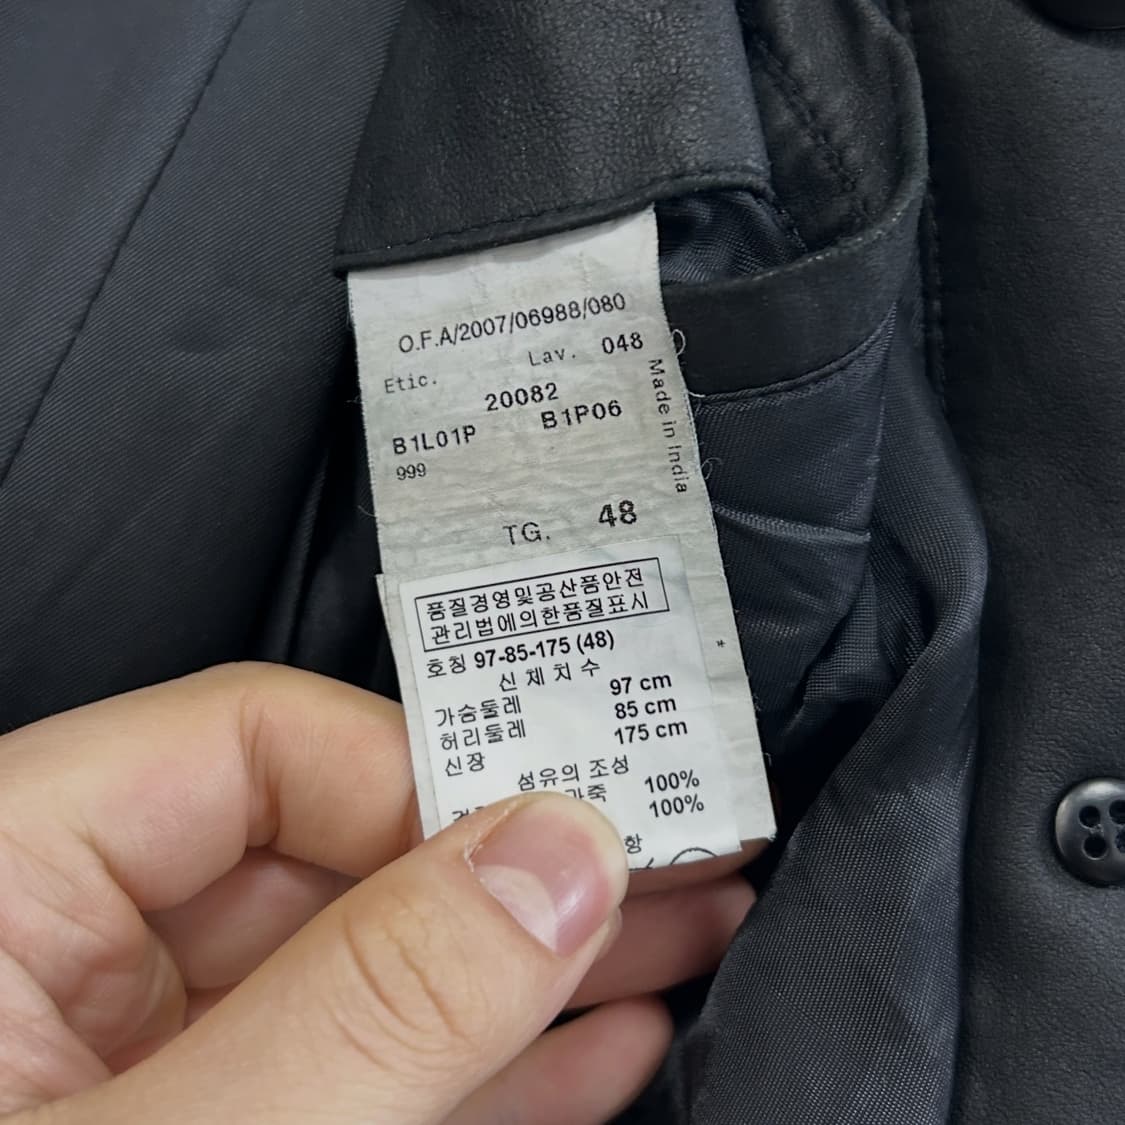 O.F.A/2007/06988/080
Etic. Lav. 048
20082
B1L01P B1P06
999
Made in India
TG. 48
품질경영및공산품안전
관리법에의한품질표시
호칭 97-85-175 (48)
신체치수
가슴둘레 97 cm
허리둘레 85 cm
신장 175 cm
섬유의 조성
가죽 100%
100%